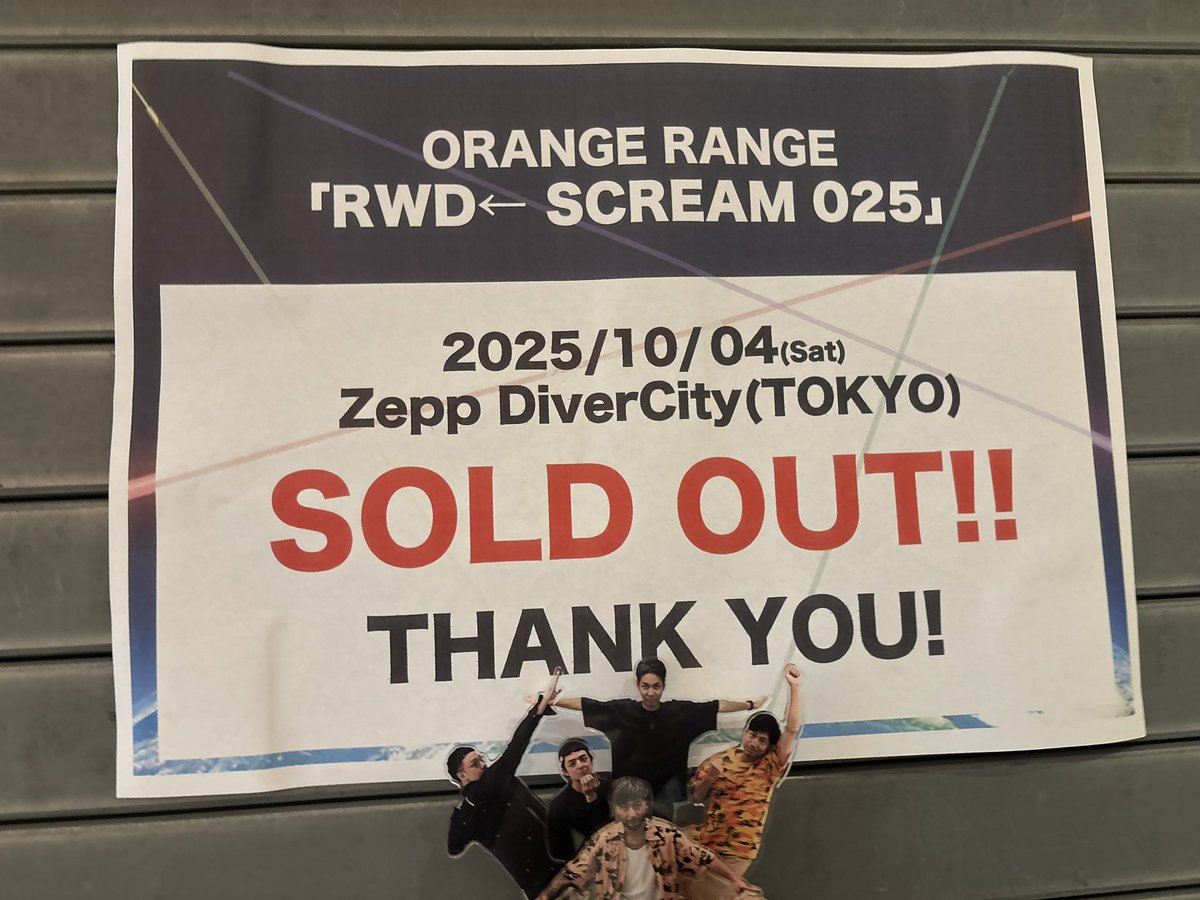 ORANGE RANGE
「RWD← SCREAM 025」
2025/10/04(Sat)
Zepp DiverCity(TOKYO)
SOLD OUT!!
THANK YOU!